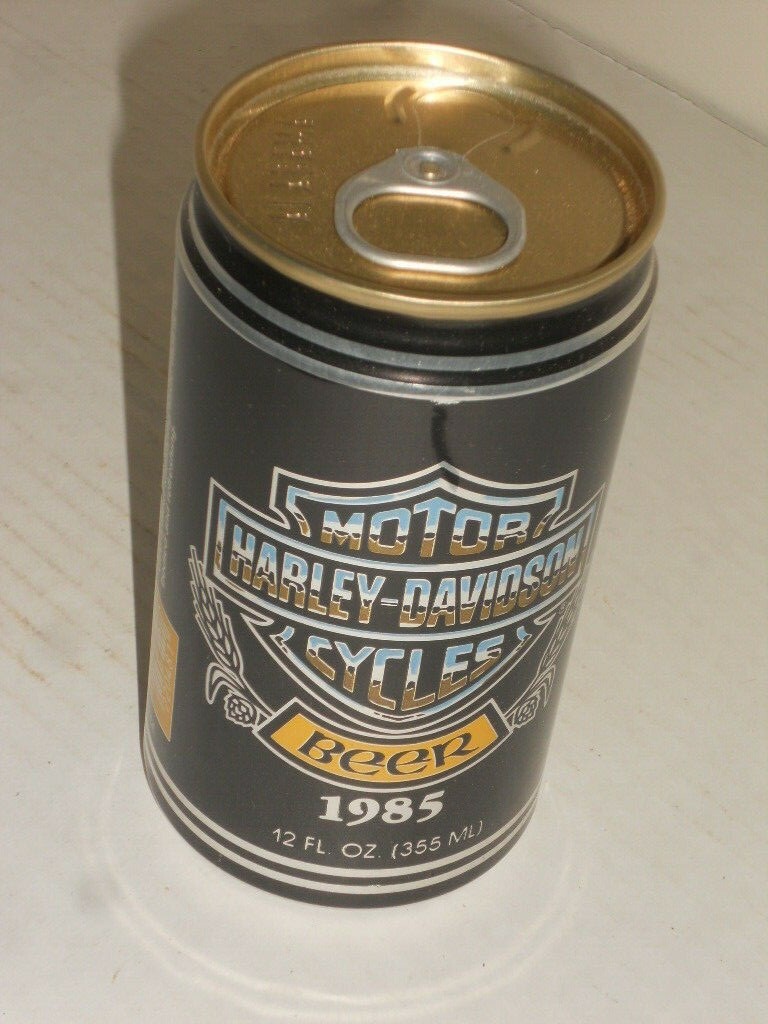 MOTOR
HARLEY-DAVIDSON
CYCLES
BEER
1985
12 FL. OZ. (355 ML)